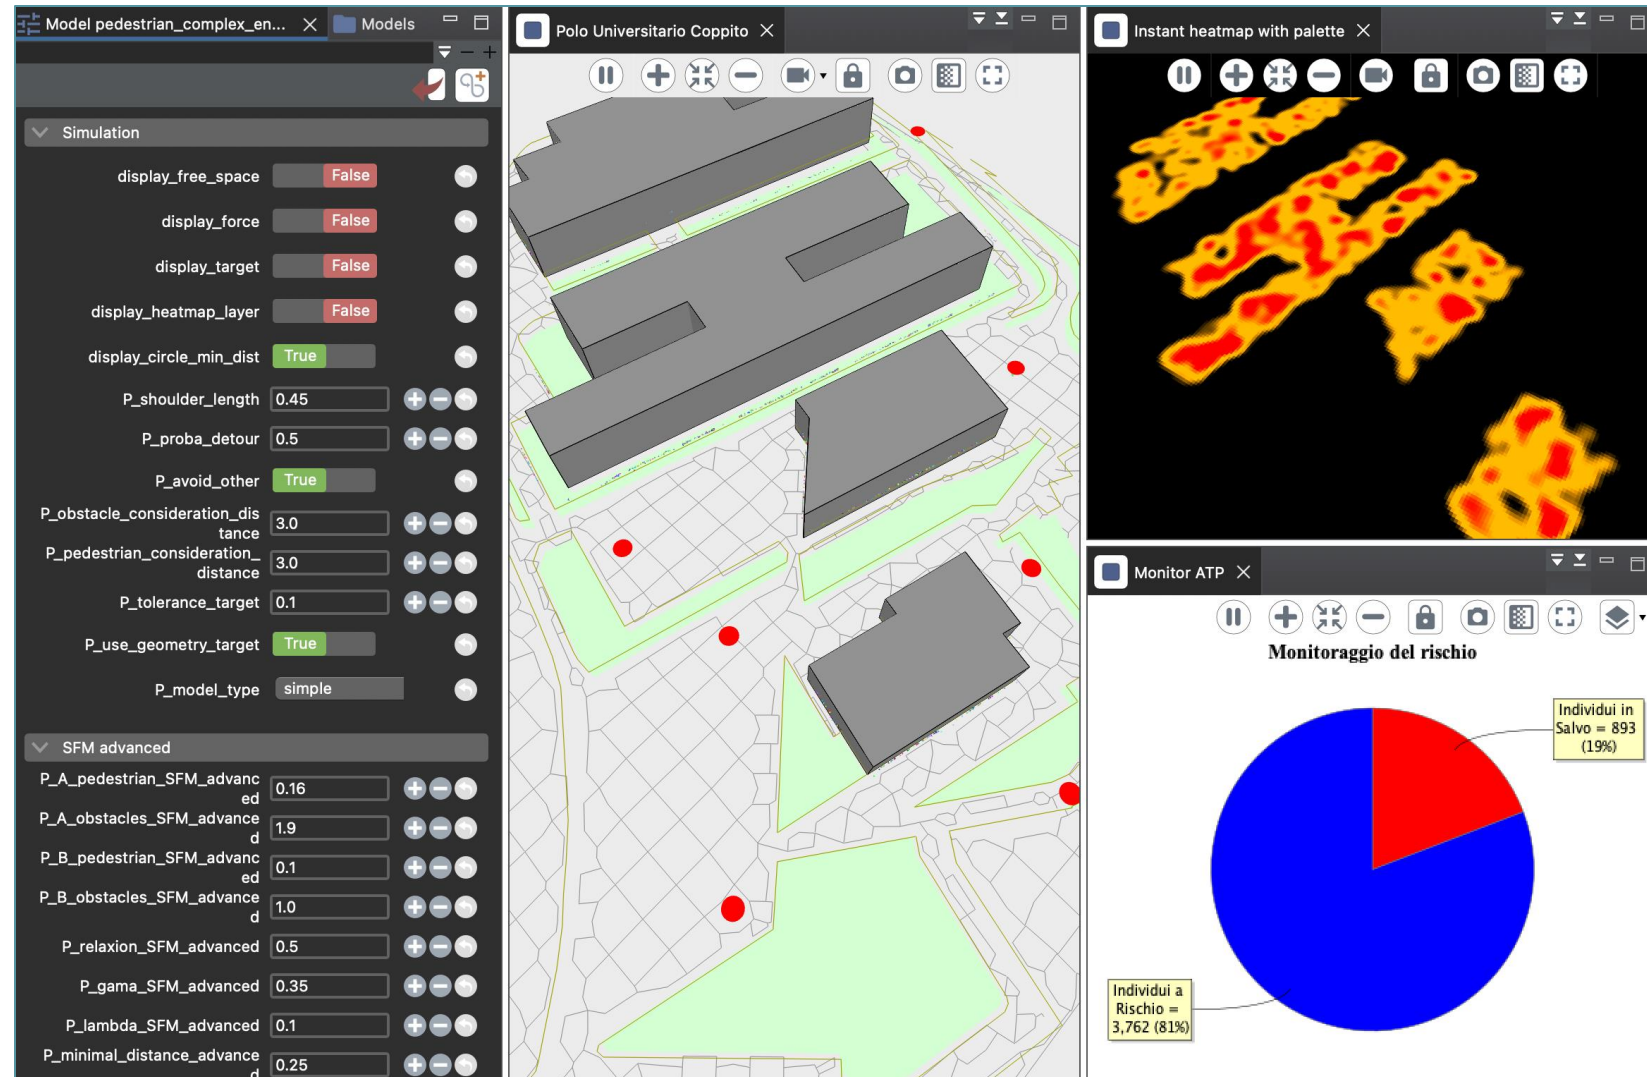 Model pedestrian_complex_en...
Models
Simulation
display_free_space
False
display_force
False
display_target
False
display_heatmap_layer
False
display_circle_min_dist
True
P_shoulder_length
0.45
P_proba_detour
0.5
P_avoid_other
True
P_obstacle_consideration_dis
tance
3.0
P_pedestrian_consideration_
distance
3.0
P_tolerance_target
0.1
P_use_geometry_target
True
P_model_type
simple
SFM advanced
P_A_pedestrian_SFM_advanc
ed
0.16
P_A_obstacles_SFM_advance
d
1.9
P_B_pedestrian_SFM_advanc
ed
0.1
P_B_obstacles_SFM_advance
d
1.0
P_relaxion_SFM_advanced
0.5
P_gama_SFM_advanced
0.35
P_lambda_SFM_advanced
0.1
P_minimal_distance_advance
d
0.25
Polo Universitario Coppito
Instant heatmap with palette
Monitor ATP
Monitoraggio del rischio
Individui in
Salvo = 893
(19%)
Individui a
Rischio =
3,762 (81%)